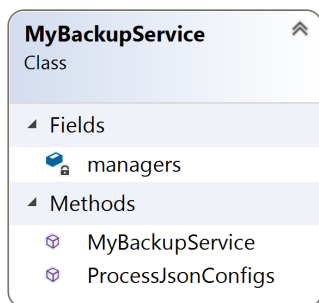 MyBackupService
Class
Fields
managers
Methods
MyBackupService
ProcessJsonConfigs